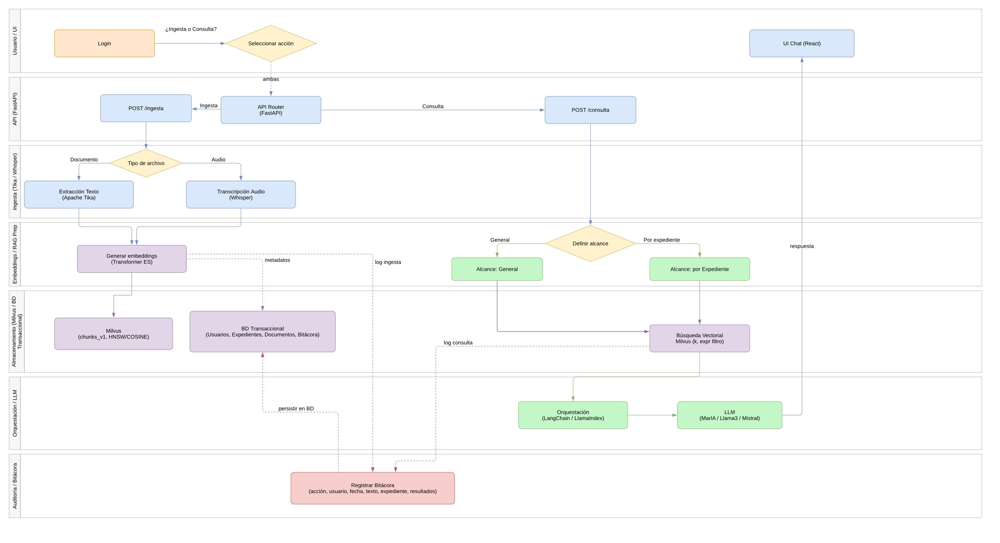 Usuario / UI
Login
¿Ingesta o Consulta?
Seleccionar acción
UI Chat (React)
ambas
API (FastAPI)
POST /ingesta
Ingesta
API Router
(FastAPI)
Consulta
POST /consulta
Ingesta (Tika / Whisper)
Documento
Tipo de archivo
Audio
Extracción Texto
(Apache Tika)
Transcripción Audio
(Whisper)
Embeddings / RAG Prep
Generar embeddings
(Transformer ES)
metadatos
log ingesta
General
Definir alcance
Por expediente
respuesta
Alcance: General
Alcance: por Expediente
Almacenamiento (Milvus / BD
Transaccional)
Milvus
(chunks_v1, HNSW/COSINE)
BD Transaccional
(Usuarios, Expedientes, Documentos, Bitácora)
log consulta
Búsqueda Vectorial
Milvus (k, expr filtro)
Orquestación / LLM
persistir en BD
Orquestación
(LangChain / LlamaIndex)
LLM
(MarIA / Llama3 / Mistral)
Auditoría / Bitácora
Registrar Bitácora
(acción, usuario, fecha, texto, expediente, resultados)